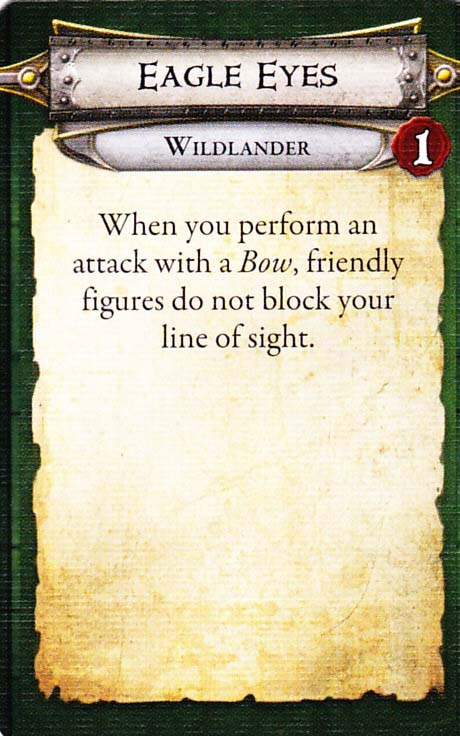 Eagle Eyes
Wildlander
1
When you perform an
attack with a Bow, friendly
figures do not block your
line of sight.